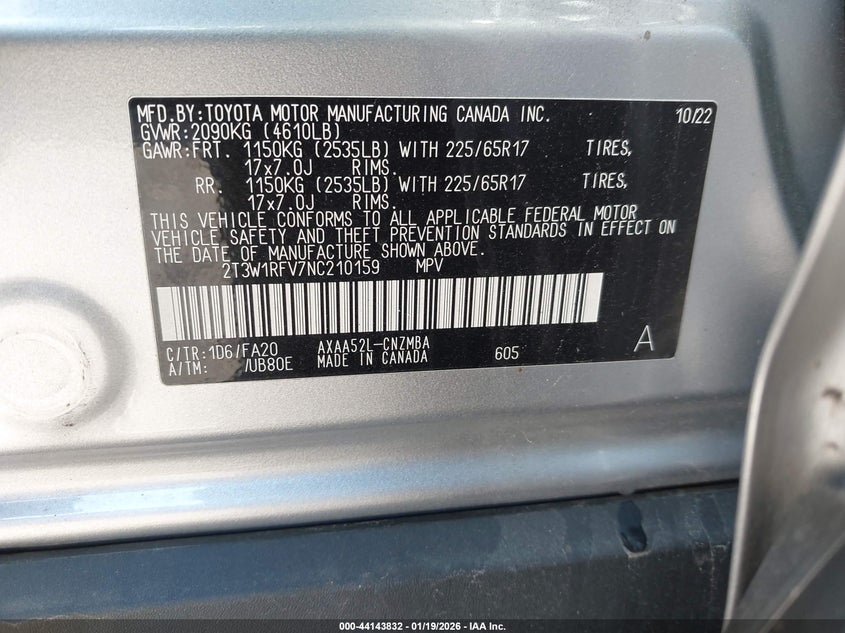 MFD.BY:TOYOTA MOTOR MANUFACTURING CANADA INC. 10/22
GVWR:2090KG (4610LB)
GAWR:FRT. 1150KG (2535LB) WITH 225/65R17 TIRES,
17x7.0J RIMS.
RR. 1150KG (2535LB) WITH 225/65R17 TIRES,
17x7.0J RIMS.
THIS VEHICLE CONFORMS TO ALL APPLICABLE FEDERAL MOTOR
VEHICLE SAFETY AND THEFT PREVENTION STANDARDS IN EFFECT ON
THE DATE OF MANUFACTURE SHOWN ABOVE.
2T3W1RFV7NC210159 MPV
C/TR:1D6/FA20 AXAA52L-CNZMBA 605 A
A/TM: /UB80E MADE IN CANADA
000-44143832 - 01/19/2026 - IAA Inc.